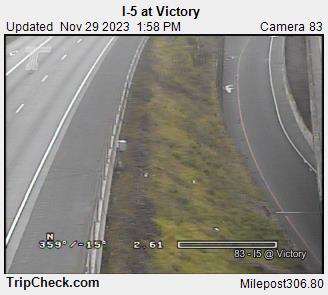 I-5 at Victory
Updated Nov 29 2023 1:58 PM Camera 83
N
359°/-15° 2.61
83 - I5 @ Victory
TripCheck.com Milepost306.80